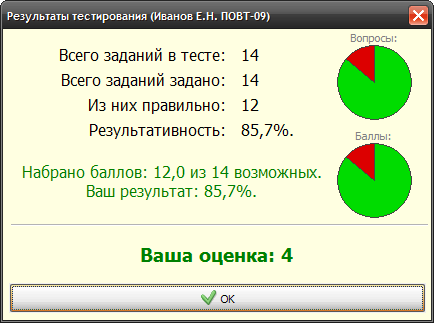 Результаты тестирования (Иванов Е.Н. ПОВТ-09)
Всего заданий в тесте: 14
Всего заданий задано: 14
Из них правильно: 12
Результативность: 85,7%.
Вопросы:
Баллы:
Набрано баллов: 12,0 из 14 возможных.
Ваш результат: 85,7%.
Ваша оценка: 4
OK